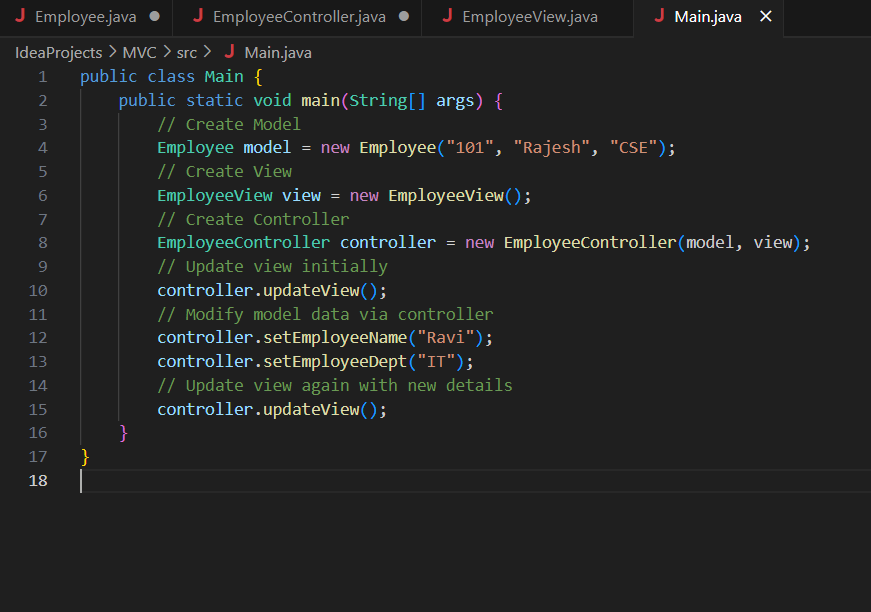 J Employee.java ● J EmployeeController.java ● J EmployeeView.java J Main.java ×
IdeaProjects > MVC > src > J Main.java
1 public class Main {
2     public static void main(String[] args) {
3         // Create Model
4         Employee model = new Employee("101", "Rajesh", "CSE");
5         // Create View
6         EmployeeView view = new EmployeeView();
7         // Create Controller
8         EmployeeController controller = new EmployeeController(model, view);
9         // Update view initially
10         controller.updateView();
11         // Modify model data via controller
12         controller.setEmployeeName("Ravi");
13         controller.setEmployeeDept("IT");
14         // Update view again with new details
15         controller.updateView();
16     }
17 }
18